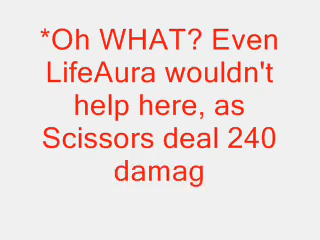 *Oh WHAT? Even
LifeAura wouldn't
help here, as
Scissors deal 240
damag